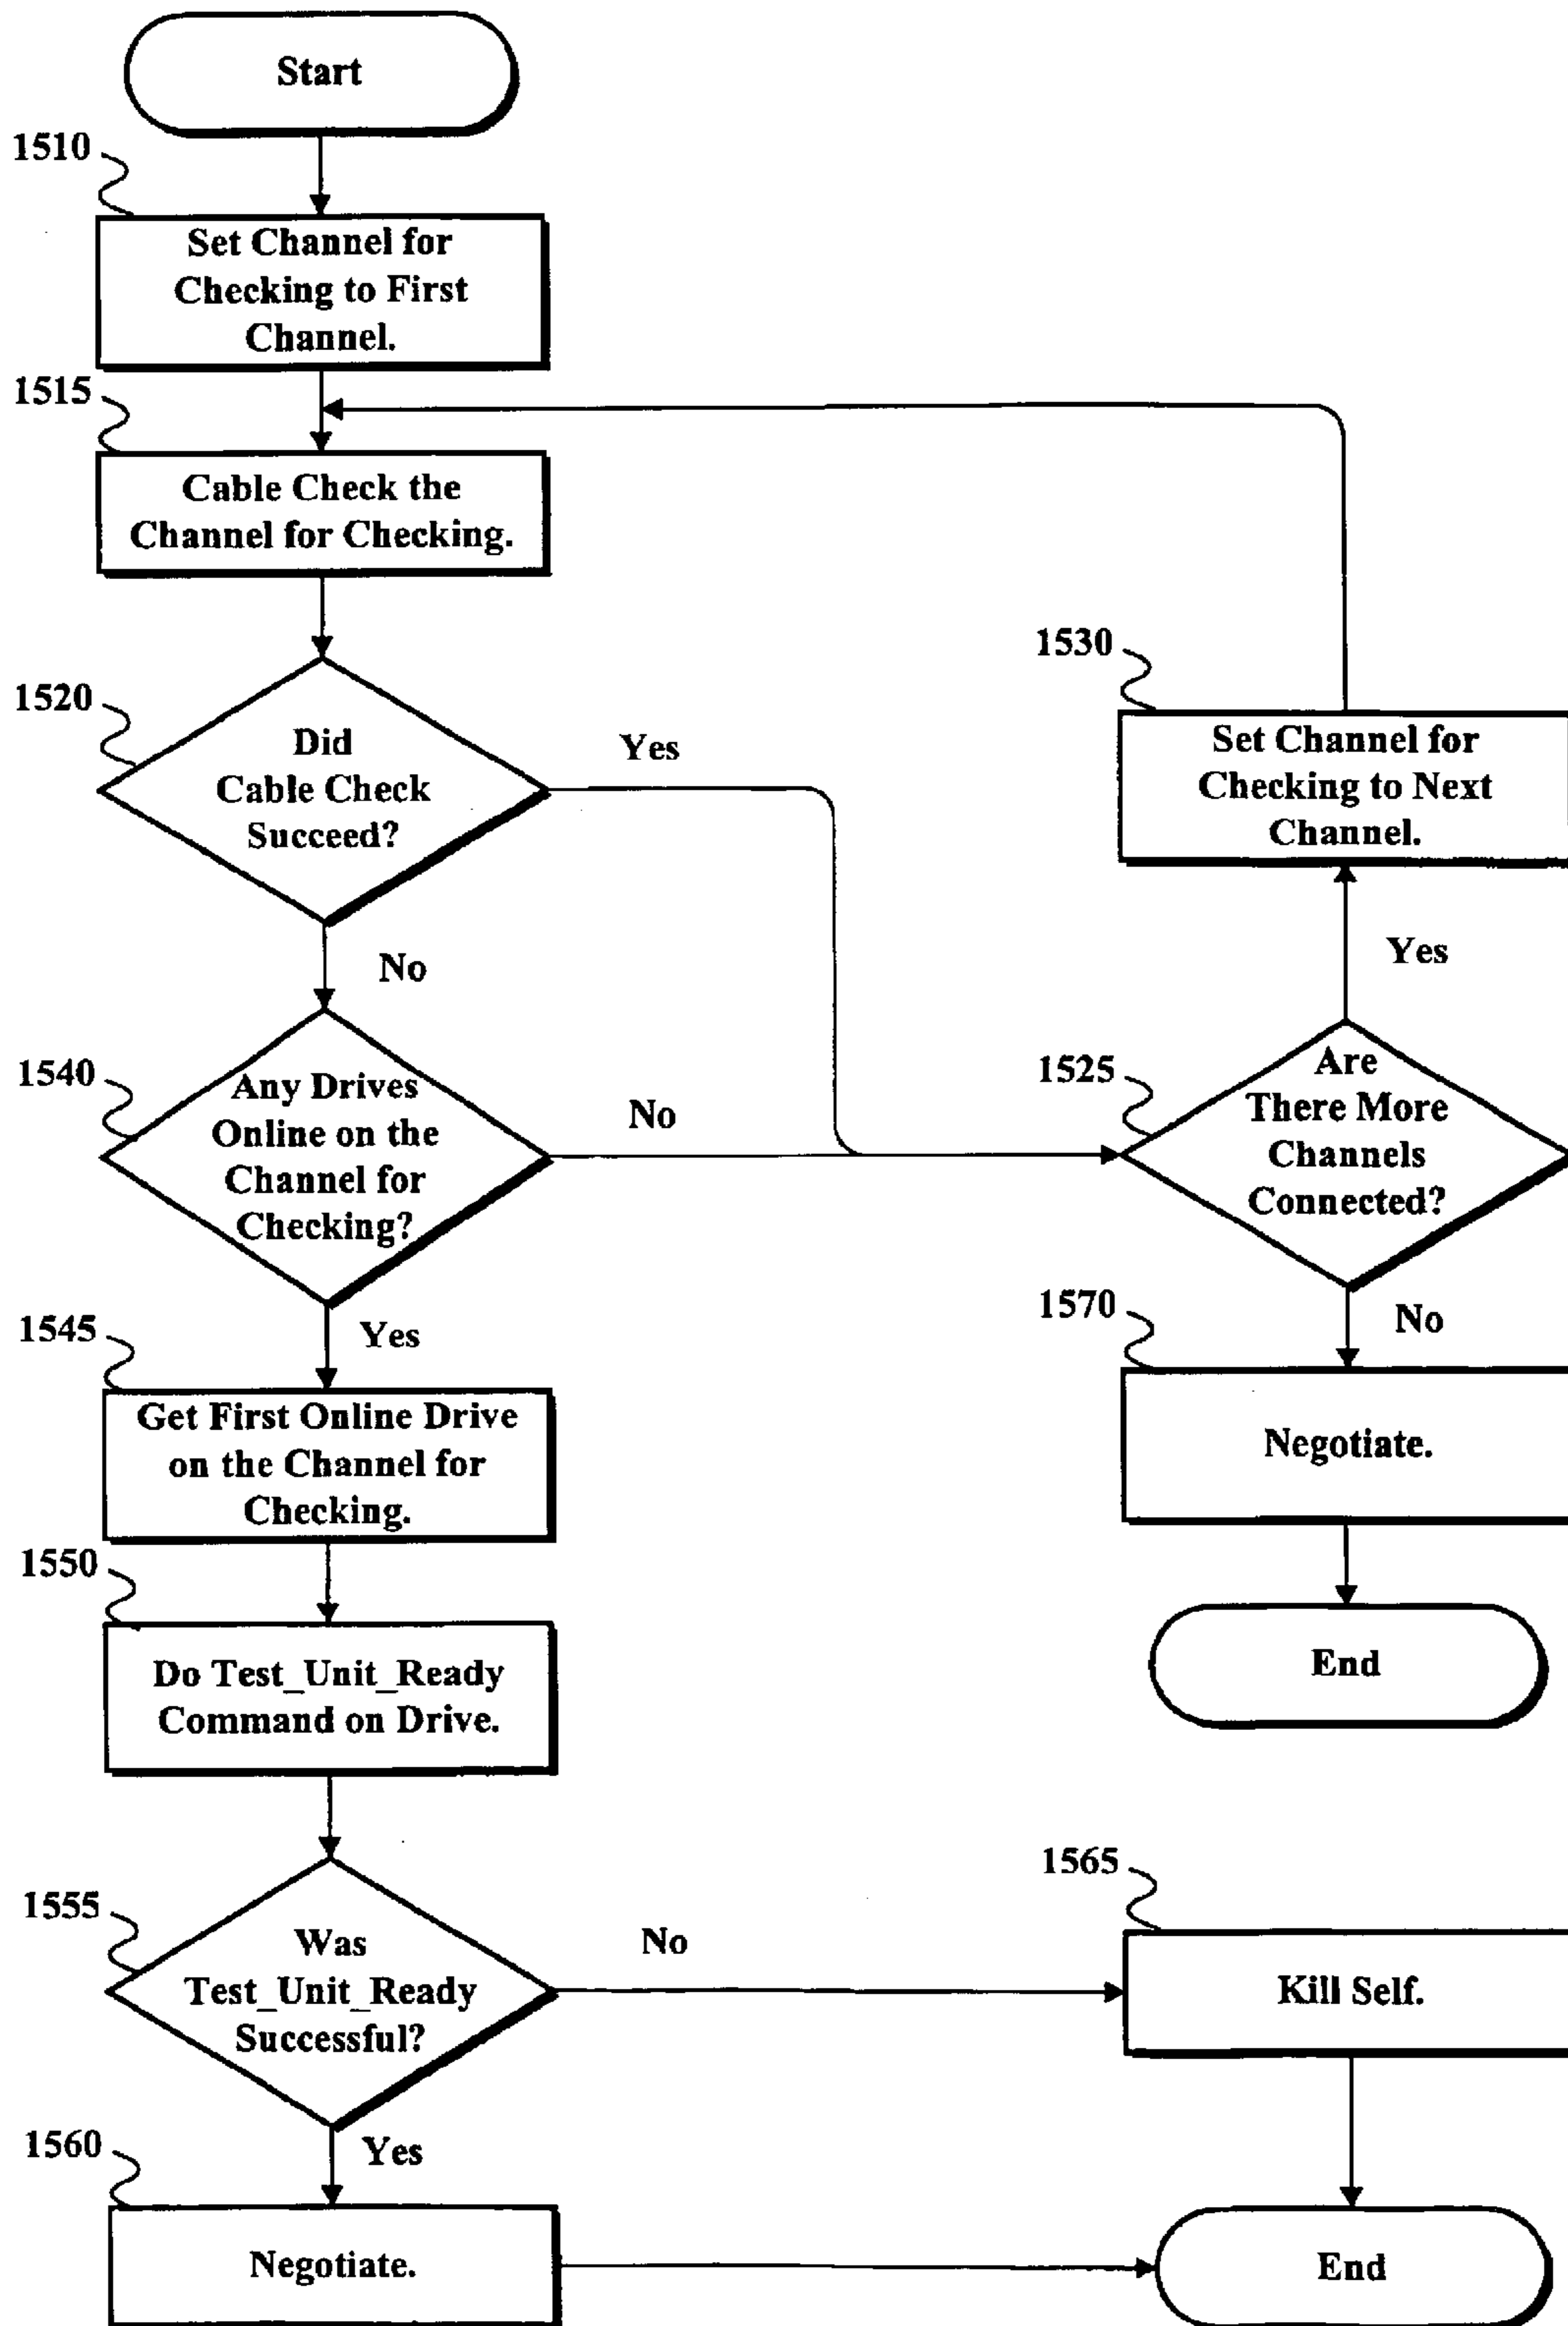 Start
1510
Set Channel for
Checking to First
Channel.
1515
Cable Check the
Channel for Checking.
1520
Did
Cable Check
Succeed?
Yes
No
1530
Set Channel for
Checking to Next
Channel.
Yes
1540
Any Drives
Online on the
Channel for
Checking?
No
Yes
1525
Are
There More
Channels
Connected?
No
1545
Get First Online Drive
on the Channel for
Checking.
1570
Negotiate.
End
1550
Do Test_Unit_Ready
Command on Drive.
1555
Was
Test_Unit_Ready
Successful?
No
Yes
1565
Kill Self.
1560
Negotiate.
End